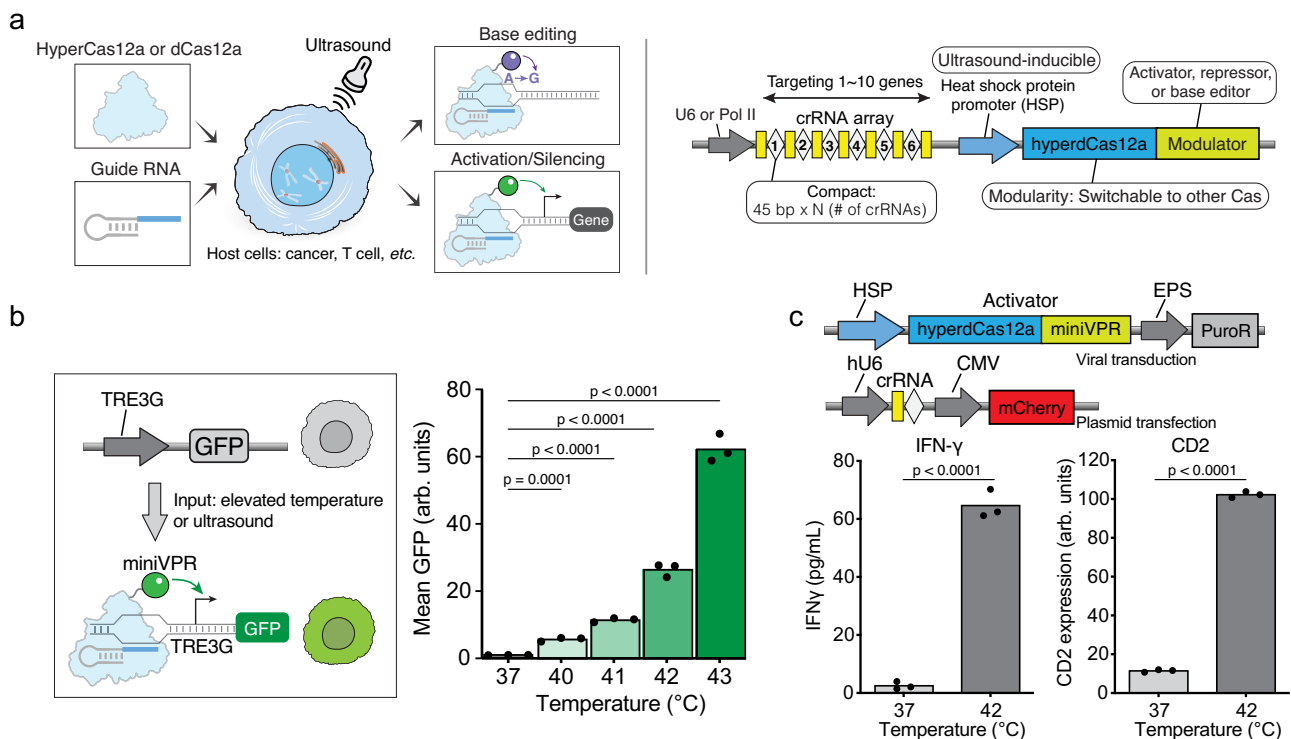 a
HyperCas12a or dCas12a
Guide RNA
Ultrasound
Host cells: cancer, T cell, etc.
Base editing
A→G
Activation/Silencing
Gene
U6 or Pol II
Targeting 1~10 genes
crRNA array
1 2 3 4 5 6
Compact:
45 bp x N (# of crRNAs)
Ultrasound-inducible
Heat shock protein
promoter (HSP)
Activator, repressor,
or base editor
hyperdCas12a
Modulator
Modularity: Switchable to other Cas
b
TRE3G
GFP
Input: elevated temperature
or ultrasound
miniVPR
TRE3G
GFP
Mean GFP (arb. units)
80
60
40
20
0
p < 0.0001
p < 0.0001
p < 0.0001
p = 0.0001
37 40 41 42 43
Temperature (°C)
c
HSP
Activator
EPS
hyperdCas12a
miniVPR
PuroR
Viral transduction
hU6
crRNA
CMV
mCherry
Plasmid transfection
IFN-γ
p < 0.0001
IFNγ (pg/mL)
80
60
40
20
0
37 42
Temperature (°C)
CD2
p < 0.0001
CD2 expression (arb. units)
120
100
80
60
40
20
0
37 42
Temperature (°C)